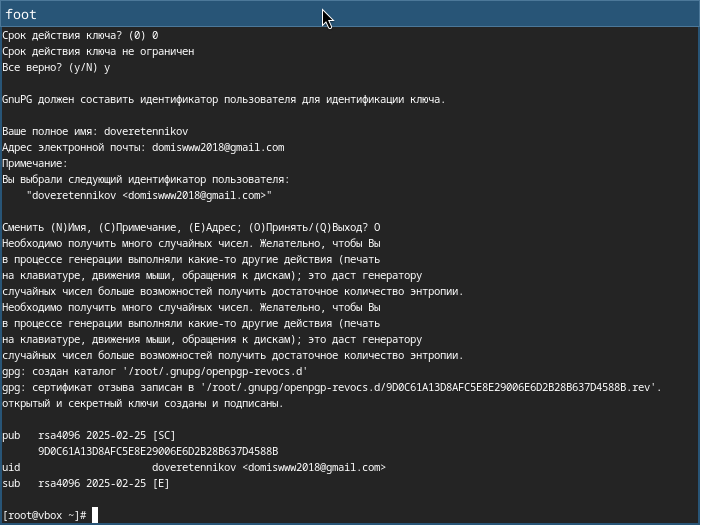 foot
Срок действия ключа? (0) 0
Срок действия ключа не ограничен
Все верно? (y/N) y
GnuPG должен составить идентификатор пользователя для идентификации ключа.
Ваше полное имя: doveretennikov
Адрес электронной почты: domiswww2018@gmail.com
Примечание:
Вы выбрали следующий идентификатор пользователя:
"doveretennikov <domiswww2018@gmail.com>"
Сменить (N)Имя, (C)Примечание, (E)Адрес; (O)Принять/(Q)Выход? O
Необходимо получить много случайных чисел. Желательно, чтобы Вы
в процессе генерации выполняли какие-то другие действия (печать
на клавиатуре, движения мыши, обращения к дискам); это даст генератору
случайных чисел больше возможностей получить достаточное количество энтропии.
Необходимо получить много случайных чисел. Желательно, чтобы Вы
в процессе генерации выполняли какие-то другие действия (печать
на клавиатуре, движения мыши, обращения к дискам); это даст генератору
случайных чисел больше возможностей получить достаточное количество энтропии.
gpg: создан каталог '/root/.gnupg/openpgp-revocs.d'
gpg: сертификат отзыва записан в '/root/.gnupg/openpgp-revocs.d/9D0C61A13D8AFC5E8E29006E6D2B28B637D4588B.rev'.
открытый и секретный ключи созданы и подписаны.
pub rsa4096 2025-02-25 [SC]
9D0C61A13D8AFC5E8E29006E6D2B28B637D4588B
uid doveretennikov <domiswww2018@gmail.com>
sub rsa4096 2025-02-25 [E]
[root@vbox ~]#